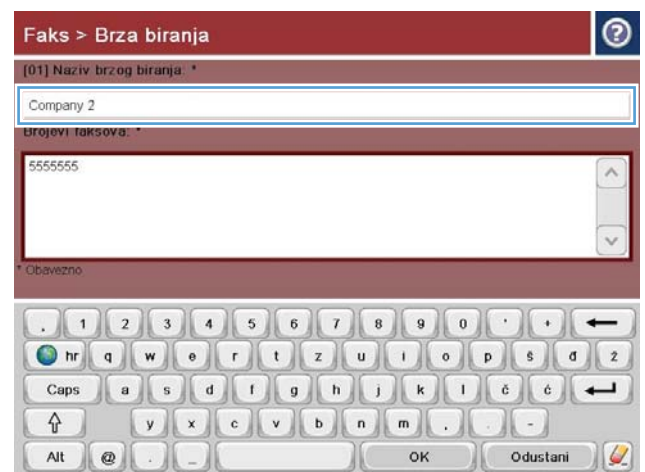 Faks > Brza biranja
?
[01] Naziv brzog biranja: *
Company 2
Brojevi faksova: *
5555555
* Obavezno
, 1 2 3 4 5 6 7 8 9 0 ' +
hr q w e r t z u i o p š đ ž
Caps a s d f g h j k l č ć
y x c v b n m , . -
Alt @ . _ OK Odustani